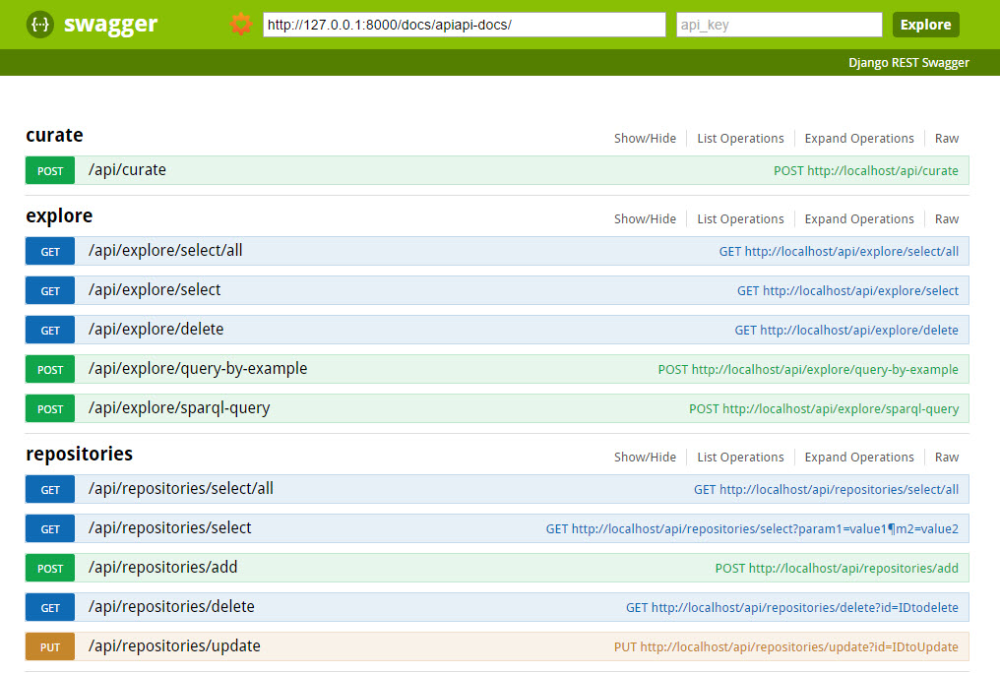 {···} swagger http://127.0.0.1:8000/docs/apiapi-docs/ api_key Explore
Django REST Swagger
curate Show/Hide List Operations Expand Operations Raw
POST /api/curate POST http://localhost/api/curate
explore Show/Hide List Operations Expand Operations Raw
GET /api/explore/select/all GET http://localhost/api/explore/select/all
GET /api/explore/select GET http://localhost/api/explore/select
GET /api/explore/delete GET http://localhost/api/explore/delete
POST /api/explore/query-by-example POST http://localhost/api/explore/query-by-example
POST /api/explore/sparql-query POST http://localhost/api/explore/sparql-query
repositories Show/Hide List Operations Expand Operations Raw
GET /api/repositories/select/all GET http://localhost/api/repositories/select/all
GET /api/repositories/select GET http://localhost/api/repositories/select?param1=value1¶m2=value2
POST /api/repositories/add POST http://localhost/api/repositories/add
GET /api/repositories/delete GET http://localhost/api/repositories/delete?id=IDtodelete
PUT /api/repositories/update PUT http://localhost/api/repositories/update?id=IDtoUpdate